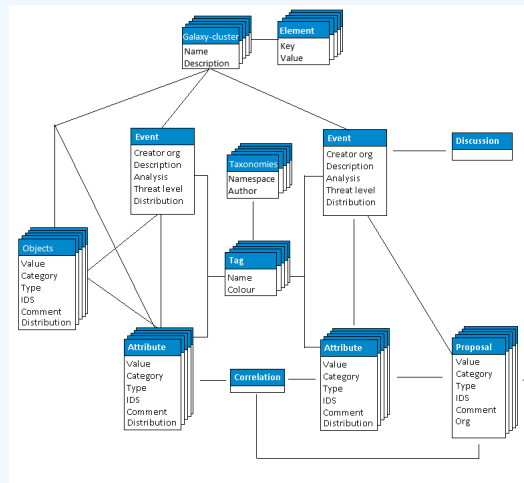 Galaxy-cluster
Name
Description
Element
Key
Value
Event
Creator org
Description
Analysis
Threat level
Distribution
Taxonomies
Namespace
Author
Event
Creator org
Description
Analysis
Threat level
Distribution
Discussion
Objects
Value
Category
Type
IDS
Comment
Distribution
Tag
Name
Colour
Attribute
Value
Category
Type
IDS
Comment
Distribution
Correlation
Attribute
Value
Category
Type
IDS
Comment
Distribution
Proposal
Value
Category
Type
IDS
Comment
Org